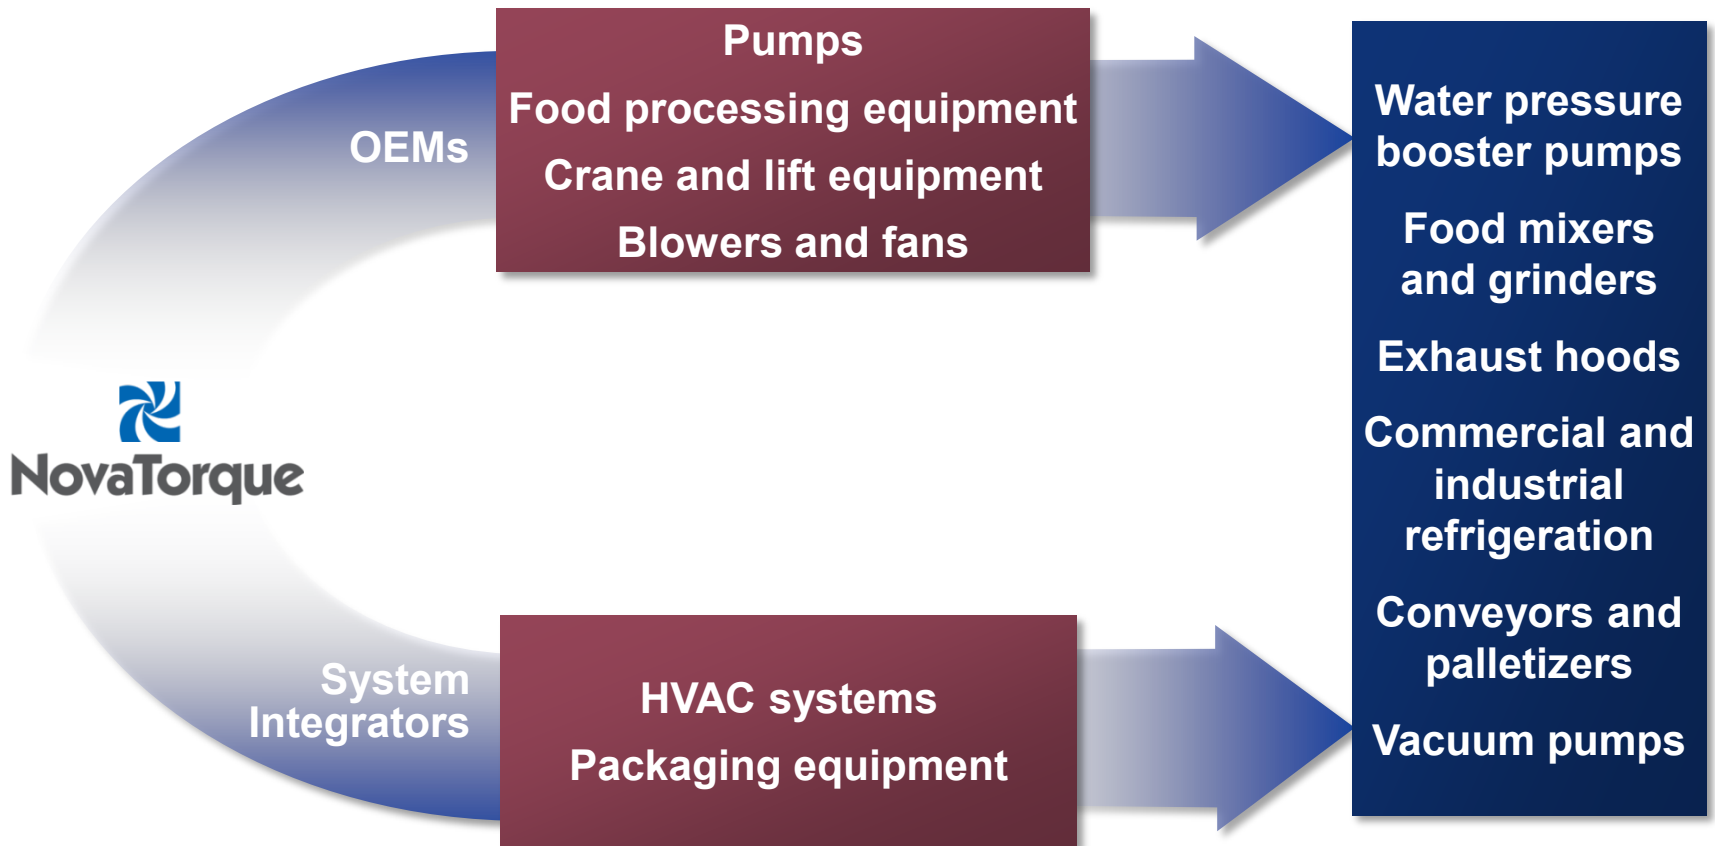 OEMs
Pumps
Food processing equipment
Crane and lift equipment
Blowers and fans
NovaTorque
System
Integrators
HVAC systems
Packaging equipment
Water pressure
booster pumps
Food mixers
and grinders
Exhaust hoods
Commercial and
industrial
refrigeration
Conveyors and
palletizers
Vacuum pumps